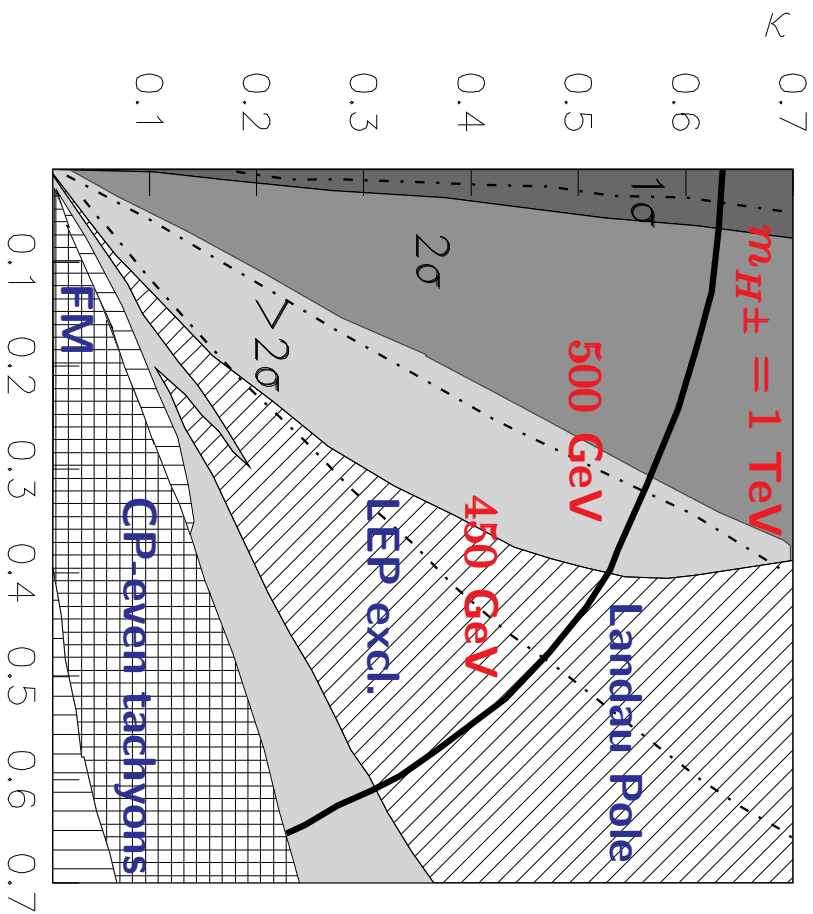 κ
0.7
0.6
0.5
0.4
0.3
0.2
0.1
1σ
2σ
>2σ
m_H± = 1 TeV
500 GeV
450 GeV
LEP excl.
Landau Pole
CP-even tachyons
FM
0.1
0.2
0.3
0.4
0.5
0.6
0.7